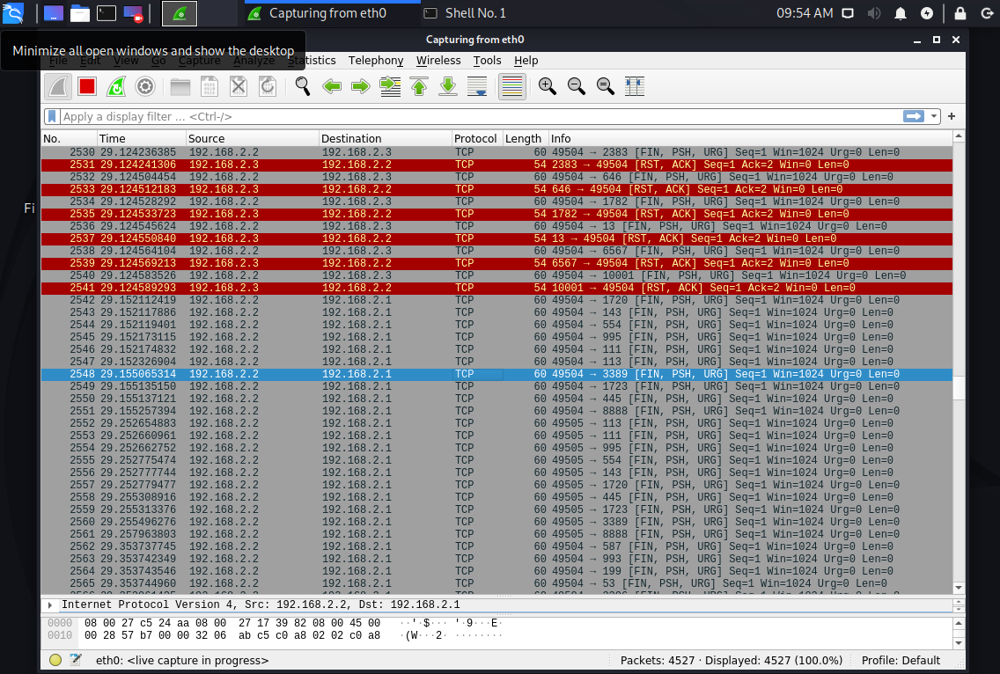 Capturing from eth0 Shell No. 1 09:54 AM
Minimize all open windows and show the desktop
Capturing from eth0
File Edit View Go Capture Analyze Statistics Telephony Wireless Tools Help
Apply a display filter ... <Ctrl-/>
No. Time Source Destination Protocol Length Info
2530 29.124236385 192.168.2.2 192.168.2.3 TCP 60 49504 → 2383 [FIN, PSH, URG] Seq=1 Win=1024 Urg=0 Len=0
2531 29.124241306 192.168.2.3 192.168.2.2 TCP 54 2383 → 49504 [RST, ACK] Seq=1 Ack=2 Win=0 Len=0
2532 29.124504454 192.168.2.2 192.168.2.3 TCP 60 49504 → 646 [FIN, PSH, URG] Seq=1 Win=1024 Urg=0 Len=0
2533 29.124512183 192.168.2.3 192.168.2.2 TCP 54 646 → 49504 [RST, ACK] Seq=1 Ack=2 Win=0 Len=0
2534 29.124528292 192.168.2.2 192.168.2.3 TCP 60 49504 → 1782 [FIN, PSH, URG] Seq=1 Win=1024 Urg=0 Len=0
Fi
2535 29.124533723 192.168.2.3 192.168.2.2 TCP 54 1782 → 49504 [RST, ACK] Seq=1 Ack=2 Win=0 Len=0
2536 29.124545624 192.168.2.2 192.168.2.3 TCP 60 49504 → 13 [FIN, PSH, URG] Seq=1 Win=1024 Urg=0 Len=0
2537 29.124550840 192.168.2.3 192.168.2.2 TCP 54 13 → 49504 [RST, ACK] Seq=1 Ack=2 Win=0 Len=0
2538 29.124564104 192.168.2.2 192.168.2.3 TCP 60 49504 → 6567 [FIN, PSH, URG] Seq=1 Win=1024 Urg=0 Len=0
2539 29.124569213 192.168.2.3 192.168.2.2 TCP 54 6567 → 49504 [RST, ACK] Seq=1 Ack=2 Win=0 Len=0
2540 29.124583526 192.168.2.2 192.168.2.3 TCP 60 49504 → 10001 [FIN, PSH, URG] Seq=1 Win=1024 Urg=0 Len=0
2541 29.124589293 192.168.2.3 192.168.2.2 TCP 54 10001 → 49504 [RST, ACK] Seq=1 Ack=2 Win=0 Len=0
2542 29.152112419 192.168.2.2 192.168.2.1 TCP 60 49504 → 1720 [FIN, PSH, URG] Seq=1 Win=1024 Urg=0 Len=0
2543 29.152117886 192.168.2.2 192.168.2.1 TCP 60 49504 → 143 [FIN, PSH, URG] Seq=1 Win=1024 Urg=0 Len=0
2544 29.152119401 192.168.2.2 192.168.2.1 TCP 60 49504 → 554 [FIN, PSH, URG] Seq=1 Win=1024 Urg=0 Len=0
2545 29.152173115 192.168.2.2 192.168.2.1 TCP 60 49504 → 995 [FIN, PSH, URG] Seq=1 Win=1024 Urg=0 Len=0
2546 29.152174832 192.168.2.2 192.168.2.1 TCP 60 49504 → 111 [FIN, PSH, URG] Seq=1 Win=1024 Urg=0 Len=0
2547 29.152326904 192.168.2.2 192.168.2.1 TCP 60 49504 → 113 [FIN, PSH, URG] Seq=1 Win=1024 Urg=0 Len=0
2548 29.155065314 192.168.2.2 192.168.2.1 TCP 60 49504 → 3389 [FIN, PSH, URG] Seq=1 Win=1024 Urg=0 Len=0
2549 29.155135150 192.168.2.2 192.168.2.1 TCP 60 49504 → 1723 [FIN, PSH, URG] Seq=1 Win=1024 Urg=0 Len=0
2550 29.155137121 192.168.2.2 192.168.2.1 TCP 60 49504 → 445 [FIN, PSH, URG] Seq=1 Win=1024 Urg=0 Len=0
2551 29.155257394 192.168.2.2 192.168.2.1 TCP 60 49504 → 8888 [FIN, PSH, URG] Seq=1 Win=1024 Urg=0 Len=0
2552 29.252654883 192.168.2.2 192.168.2.1 TCP 60 49505 → 113 [FIN, PSH, URG] Seq=1 Win=1024 Urg=0 Len=0
2553 29.252660961 192.168.2.2 192.168.2.1 TCP 60 49505 → 111 [FIN, PSH, URG] Seq=1 Win=1024 Urg=0 Len=0
2554 29.252662752 192.168.2.2 192.168.2.1 TCP 60 49505 → 995 [FIN, PSH, URG] Seq=1 Win=1024 Urg=0 Len=0
2555 29.252775474 192.168.2.2 192.168.2.1 TCP 60 49505 → 554 [FIN, PSH, URG] Seq=1 Win=1024 Urg=0 Len=0
2556 29.252777744 192.168.2.2 192.168.2.1 TCP 60 49505 → 143 [FIN, PSH, URG] Seq=1 Win=1024 Urg=0 Len=0
2557 29.252779477 192.168.2.2 192.168.2.1 TCP 60 49505 → 1720 [FIN, PSH, URG] Seq=1 Win=1024 Urg=0 Len=0
2558 29.255308916 192.168.2.2 192.168.2.1 TCP 60 49505 → 445 [FIN, PSH, URG] Seq=1 Win=1024 Urg=0 Len=0
2559 29.255313376 192.168.2.2 192.168.2.1 TCP 60 49505 → 1723 [FIN, PSH, URG] Seq=1 Win=1024 Urg=0 Len=0
2560 29.255496276 192.168.2.2 192.168.2.1 TCP 60 49505 → 3389 [FIN, PSH, URG] Seq=1 Win=1024 Urg=0 Len=0
2561 29.257963803 192.168.2.2 192.168.2.1 TCP 60 49505 → 8888 [FIN, PSH, URG] Seq=1 Win=1024 Urg=0 Len=0
2562 29.353737745 192.168.2.2 192.168.2.1 TCP 60 49504 → 587 [FIN, PSH, URG] Seq=1 Win=1024 Urg=0 Len=0
2563 29.353742349 192.168.2.2 192.168.2.1 TCP 60 49504 → 993 [FIN, PSH, URG] Seq=1 Win=1024 Urg=0 Len=0
2564 29.353743546 192.168.2.2 192.168.2.1 TCP 60 49504 → 199 [FIN, PSH, URG] Seq=1 Win=1024 Urg=0 Len=0
2565 29.353744960 192.168.2.2 192.168.2.1 TCP 60 49504 → 53 [FIN, PSH, URG] Seq=1 Win=1024 Urg=0 Len=0
Internet Protocol Version 4, Src: 192.168.2.2, Dst: 192.168.2.1
0000 08 00 27 c5 24 aa 08 00 27 17 39 82 08 00 45 00 ··'·$··· '·9···E·
0010 00 28 57 b7 00 00 32 06 ab c5 c0 a8 02 02 c0 a8 ·(W···2· ········
eth0: <live capture in progress> Packets: 4527 · Displayed: 4527 (100.0%) Profile: Default